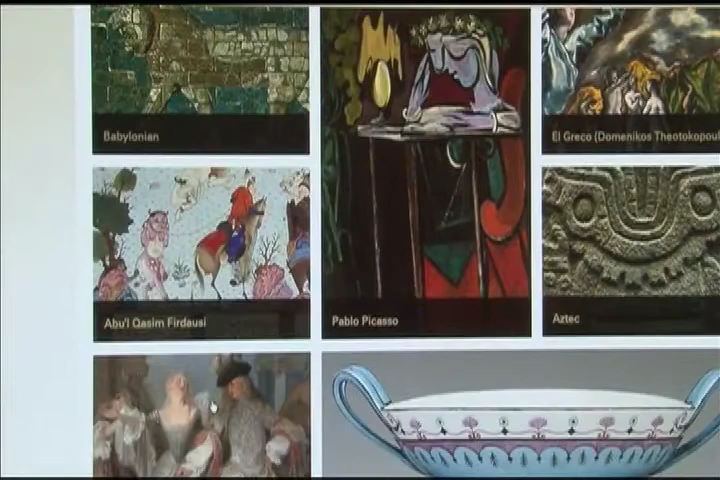 Babylonian
El Greco (Domenikos Theotokopoul
Abu'l Qasim Firdausi
Pablo Picasso
Aztec